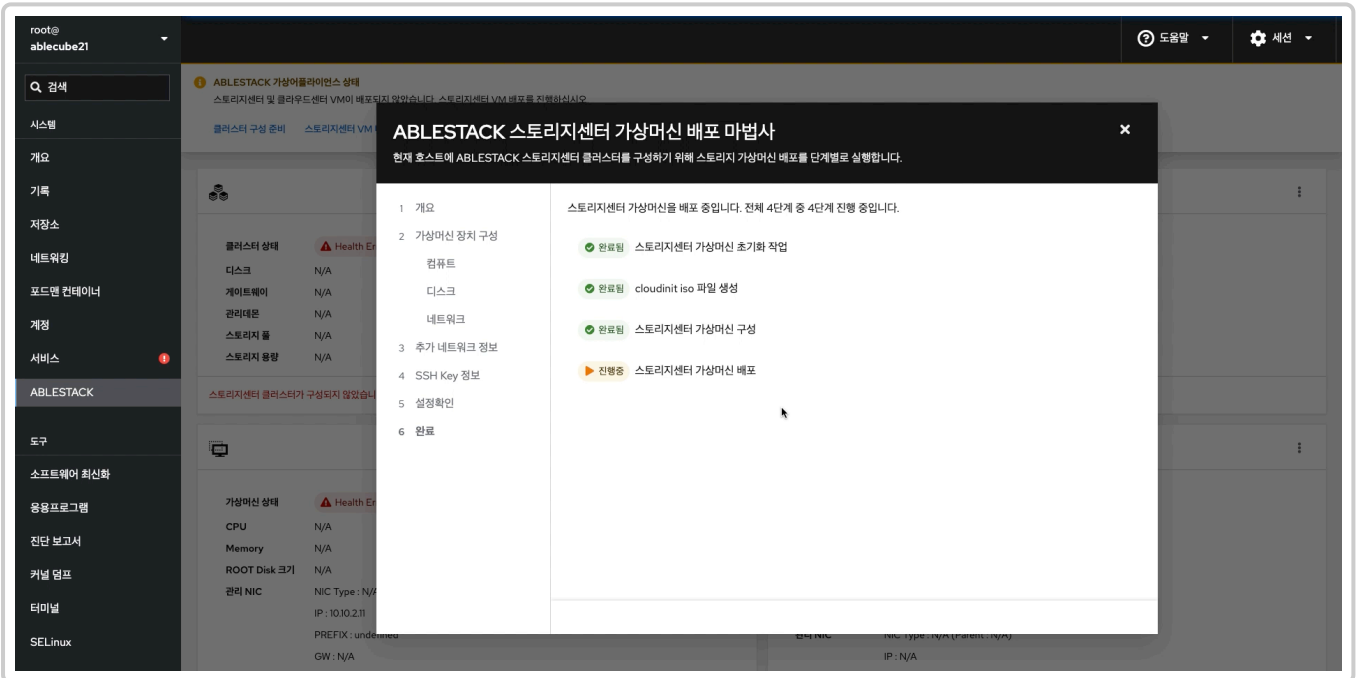 root@
ablecube21
도움말
세션
검색
시스템
개요
기록
저장소
네트워킹
포드맨 컨테이너
계정
서비스
ABLESTACK
도구
소프트웨어 최신화
응용프로그램
진단 보고서
커널 덤프
터미널
SELinux
ABLESTACK 가상어플라이언스 상태
스토리지센터 및 클라우드센터 VM이 배포되지 않았습니다. 스토리지센터 VM 배포를 진행하십시오.
클러스터 구성 준비 스토리지센터 VM
클러스터 상태 Health Er
디스크 N/A
게이트웨이 N/A
관리데몬 N/A
스토리지 풀 N/A
스토리지 용량 N/A
스토리지센터 클러스터가 구성되지 않았습니
가상머신 상태 Health Er
CPU N/A
Memory N/A
ROOT Disk 크기 N/A
관리 NIC NIC Type : N/A
IP : 10.10.2.11
PREFIX : undefined
GW : N/A
관리 NIC NIC Type : N/A (Parent : N/A)
IP : N/A
ABLESTACK 스토리지센터 가상머신 배포 마법사
현재 호스트에 ABLESTACK 스토리지센터 클러스터를 구성하기 위해 스토리지 가상머신 배포를 단계별로 실행합니다.
1 개요
2 가상머신 장치 구성
컴퓨트
디스크
네트워크
3 추가 네트워크 정보
4 SSH Key 정보
5 설정확인
6 완료
스토리지센터 가상머신을 배포 중입니다. 전체 4단계 중 4단계 진행 중입니다.
완료됨 스토리지센터 가상머신 초기화 작업
완료됨 cloudinit iso 파일 생성
완료됨 스토리지센터 가상머신 구성
진행중 스토리지센터 가상머신 배포